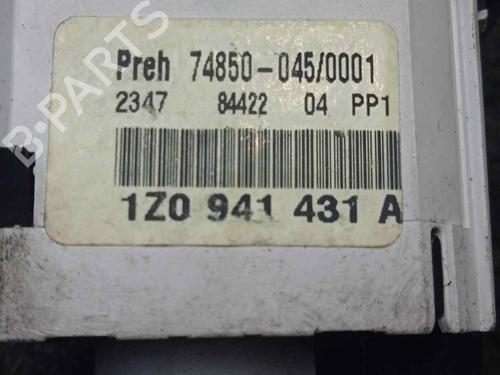 Preh 74850-045/0001
2347 84422 04 PP1
1Z0 941 431 A
B-PARTS